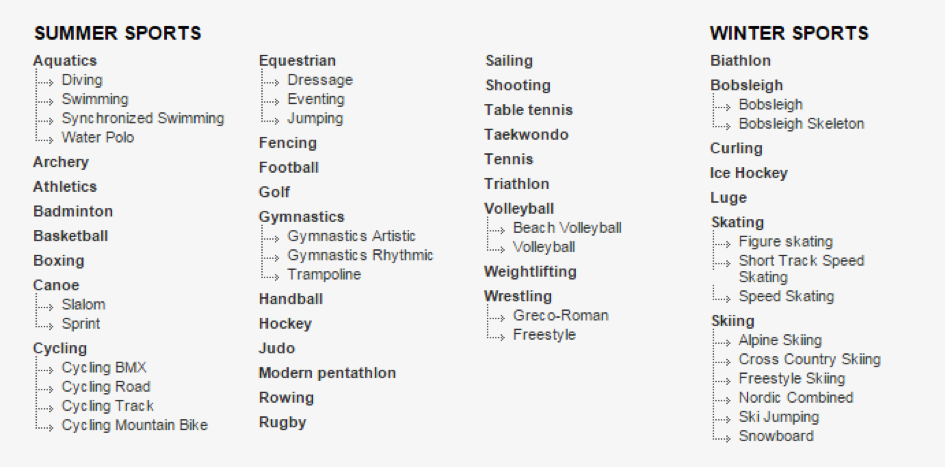 SUMMER SPORTS
Aquatics
Diving
Swimming
Synchronized Swimming
Water Polo
Archery
Athletics
Badminton
Basketball
Boxing
Canoe
Slalom
Sprint
Cycling
Cycling BMX
Cycling Road
Cycling Track
Cycling Mountain Bike
Equestrian
Dressage
Eventing
Jumping
Fencing
Football
Golf
Gymnastics
Gymnastics Artistic
Gymnastics Rhythmic
Trampoline
Handball
Hockey
Judo
Modern pentathlon
Rowing
Rugby
Sailing
Shooting
Table tennis
Taekwondo
Tennis
Triathlon
Volleyball
Beach Volleyball
Volleyball
Weightlifting
Wrestling
Greco-Roman
Freestyle
WINTER SPORTS
Biathlon
Bobsleigh
Bobsleigh
Bobsleigh Skeleton
Curling
Ice Hockey
Luge
Skating
Figure skating
Short Track Speed
Skating
Speed Skating
Skiing
Alpine Skiing
Cross Country Skiing
Freestyle Skiing
Nordic Combined
Ski Jumping
Snowboard